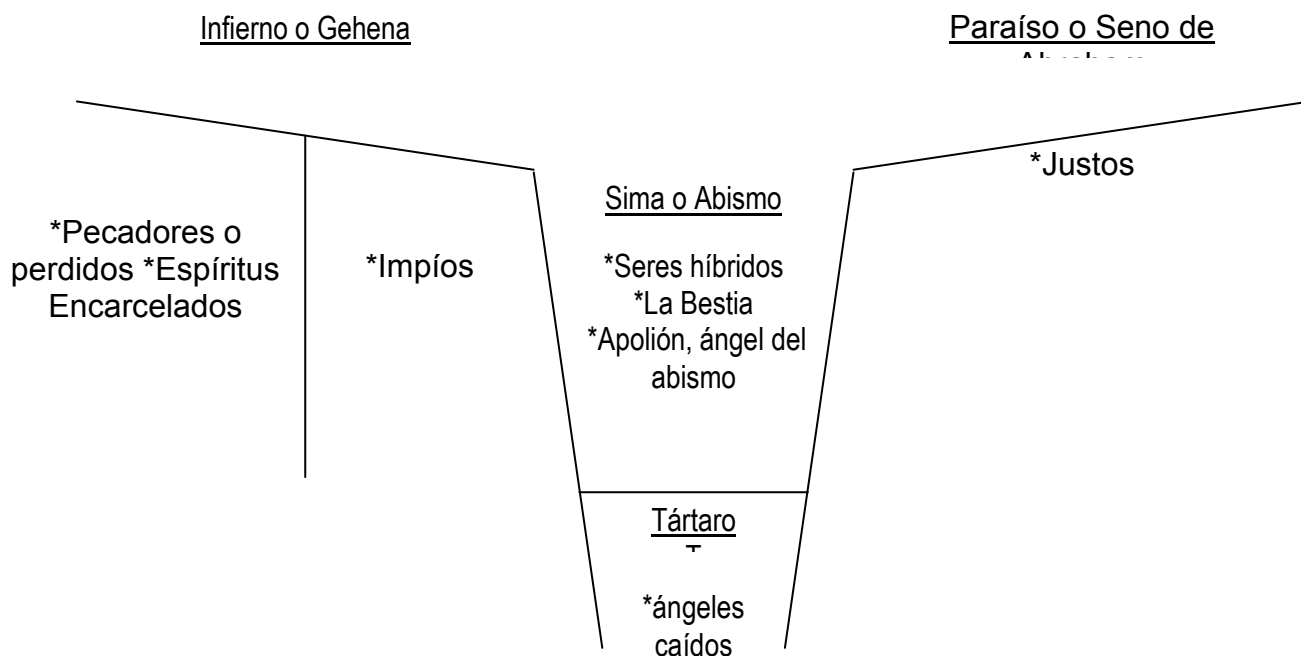 Infierno o Gehena
Paraíso o Seno de
*Pecadores o
perdidos *Espíritus
Encarcelados
*Impíos
Sima o Abismo
*Seres híbridos
*La Bestia
*Apolión, ángel del
abismo
*Justos
Tártaro
*ángeles
caídos